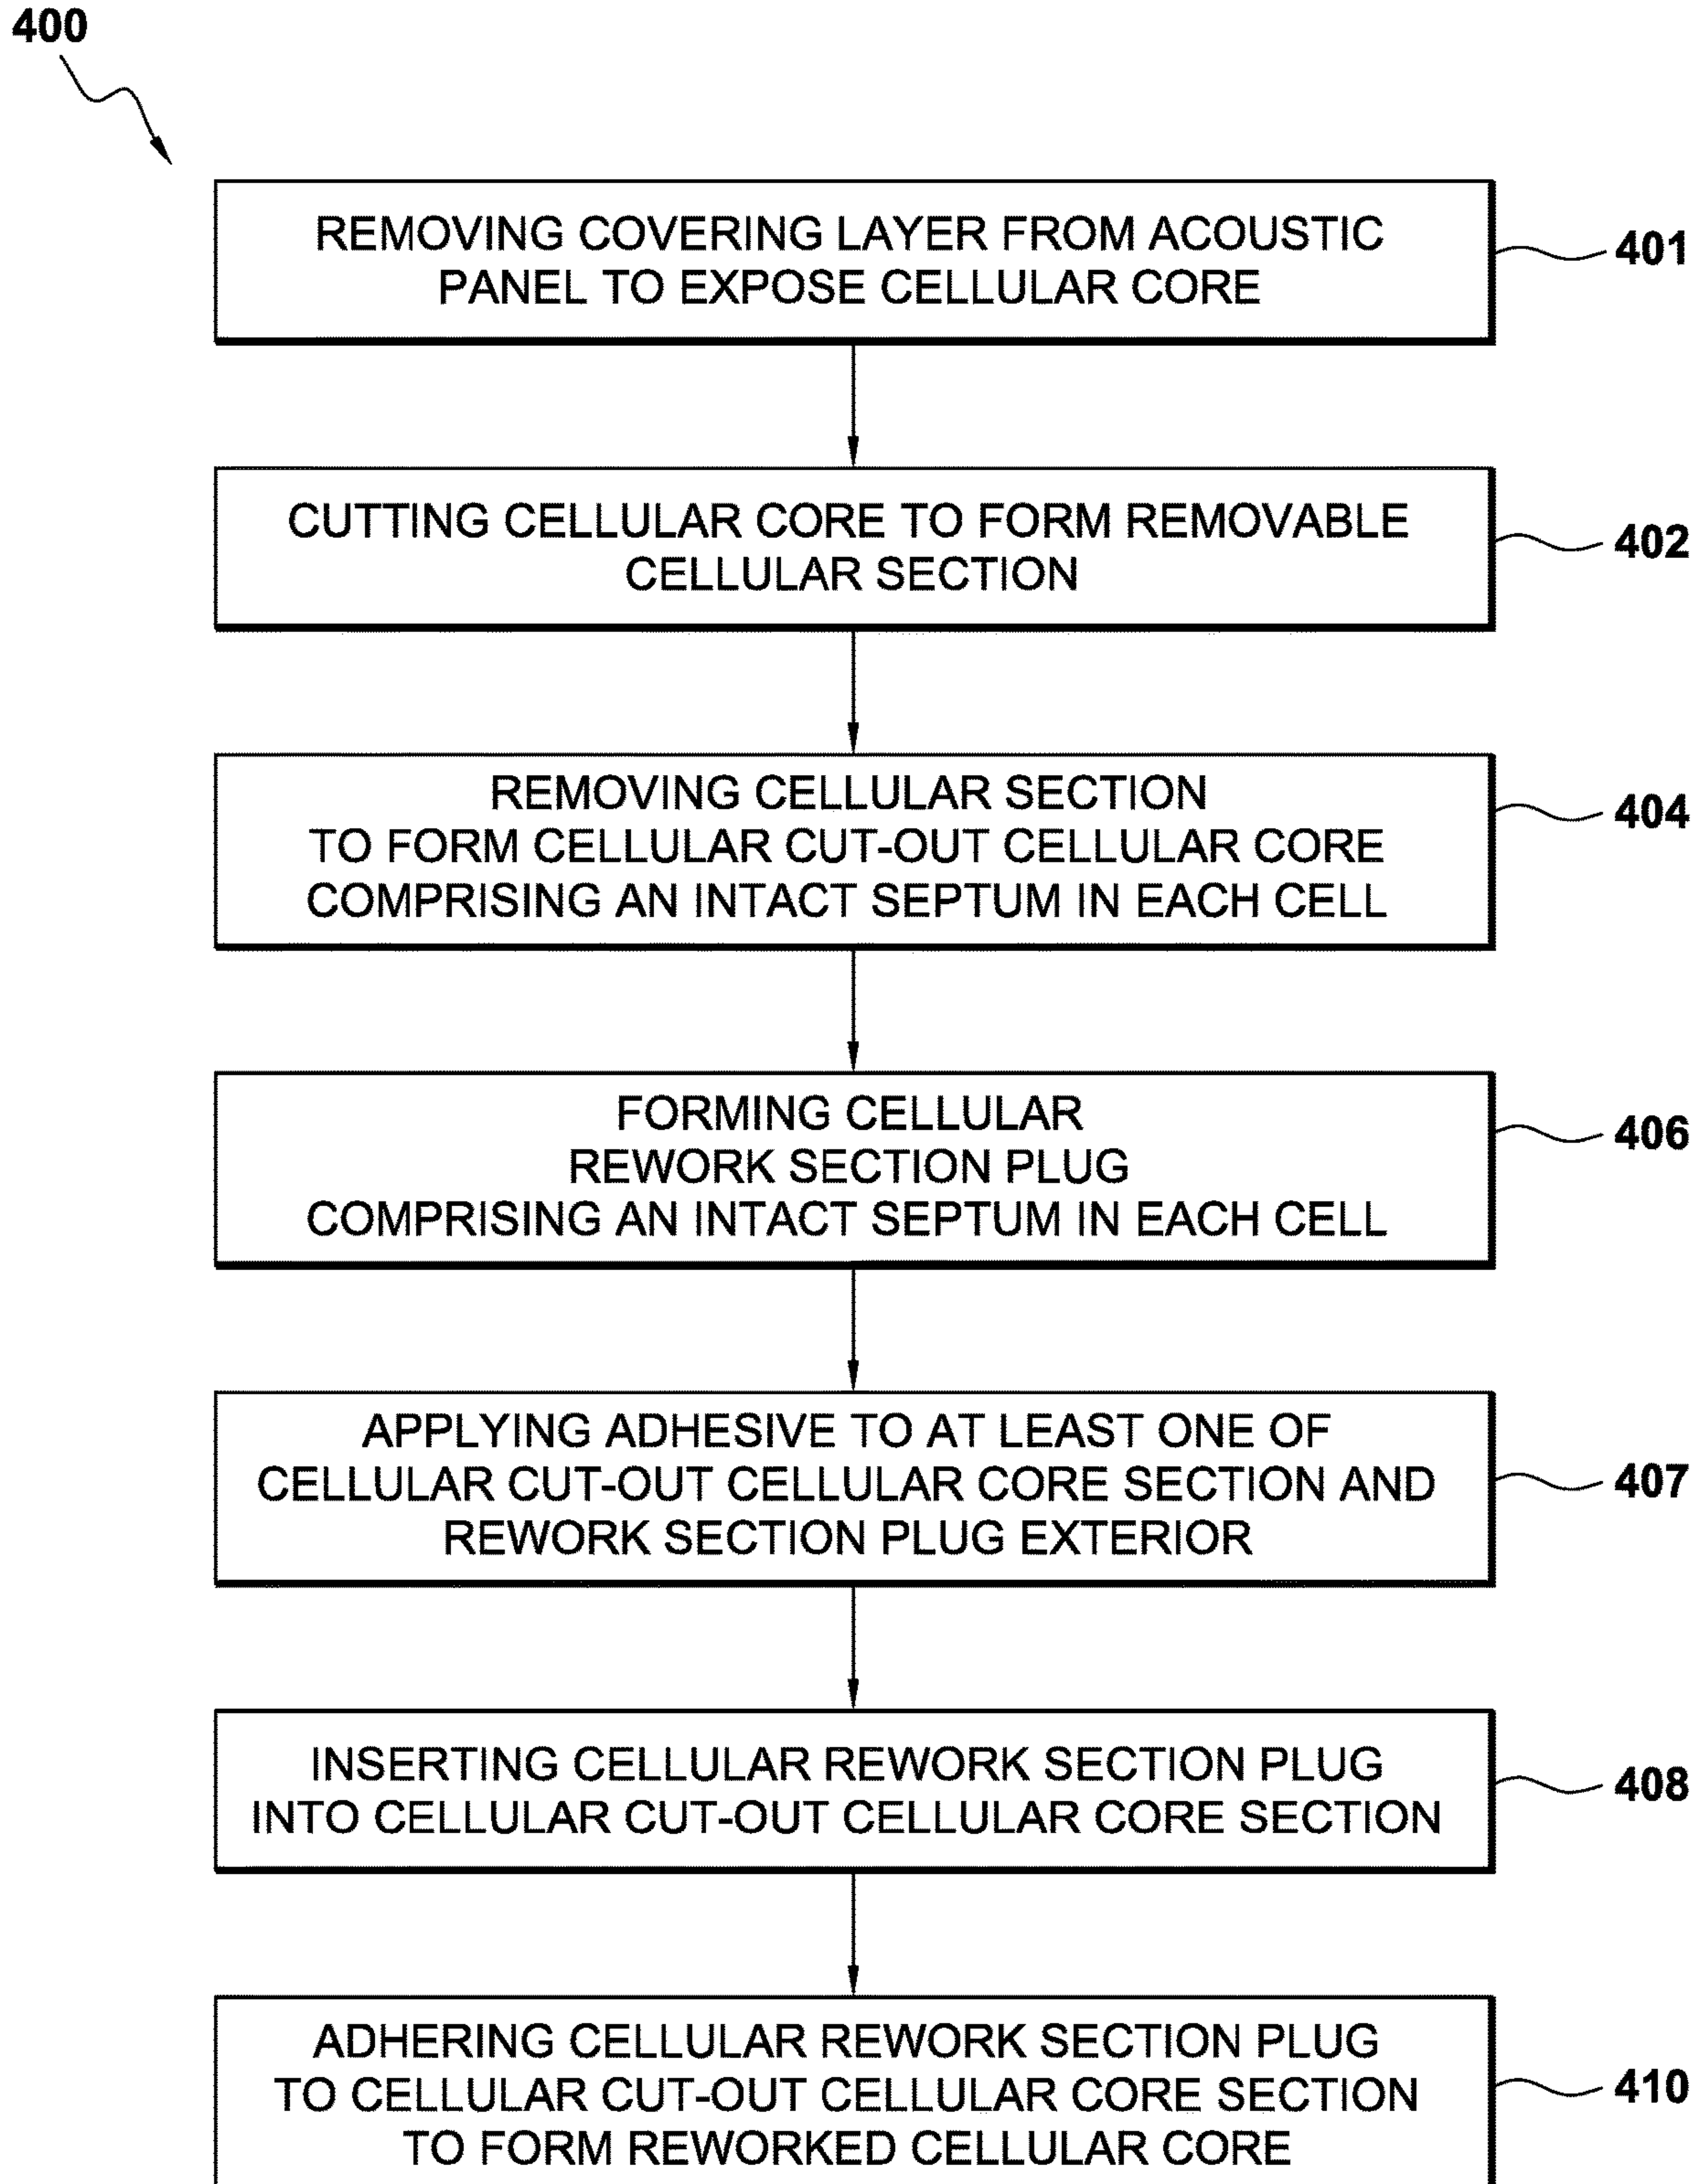 400
REMOVING COVERING LAYER FROM ACOUSTIC
PANEL TO EXPOSE CELLULAR CORE
401
CUTTING CELLULAR CORE TO FORM REMOVABLE
CELLULAR SECTION
402
REMOVING CELLULAR SECTION
TO FORM CELLULAR CUT-OUT CELLULAR CORE
COMPRISING AN INTACT SEPTUM IN EACH CELL
404
FORMING CELLULAR
REWORK SECTION PLUG
COMPRISING AN INTACT SEPTUM IN EACH CELL
406
APPLYING ADHESIVE TO AT LEAST ONE OF
CELLULAR CUT-OUT CELLULAR CORE SECTION AND
REWORK SECTION PLUG EXTERIOR
407
INSERTING CELLULAR REWORK SECTION PLUG
INTO CELLULAR CUT-OUT CELLULAR CORE SECTION
408
ADHERING CELLULAR REWORK SECTION PLUG
TO CELLULAR CUT-OUT CELLULAR CORE SECTION
TO FORM REWORKED CELLULAR CORE
410